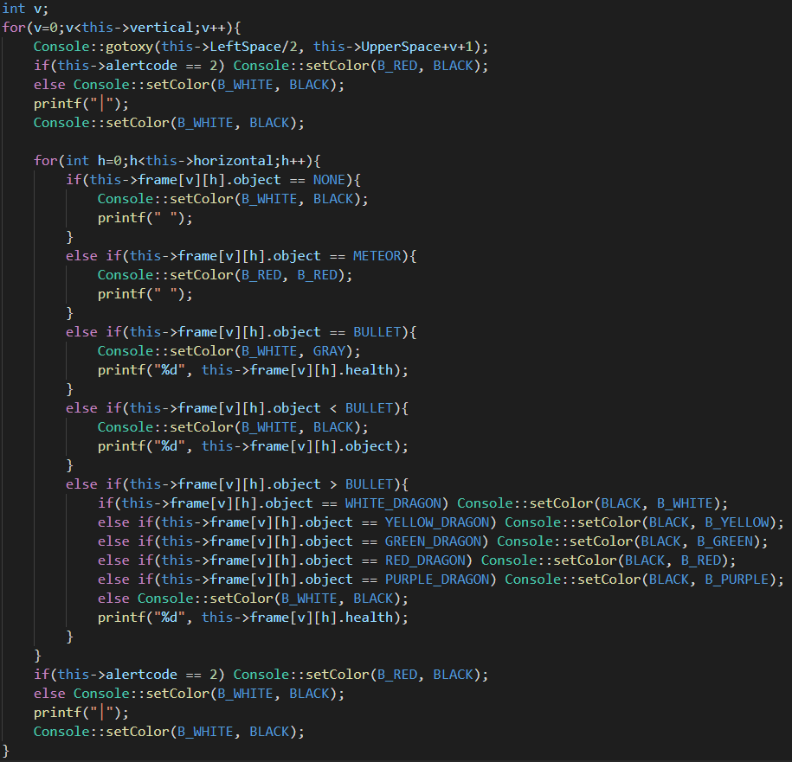 int v;
for(v=0;v<this->vertical;v++){
    Console::gotoxy(this->LeftSpace/2, this->UpperSpace+v+1);
    if(this->alertcode == 2) Console::setColor(B_RED, BLACK);
    else Console::setColor(B_WHITE, BLACK);
    printf("│");
    Console::setColor(B_WHITE, BLACK);

    for(int h=0;h<this->horizontal;h++){
        if(this->frame[v][h].object == NONE){
            Console::setColor(B_WHITE, BLACK);
            printf(" ");
        }
        else if(this->frame[v][h].object == METEOR){
            Console::setColor(B_RED, B_RED);
            printf(" ");
        }
        else if(this->frame[v][h].object == BULLET){
            Console::setColor(B_WHITE, GRAY);
            printf("%d", this->frame[v][h].health);
        }
        else if(this->frame[v][h].object < BULLET){
            Console::setColor(B_WHITE, BLACK);
            printf("%d", this->frame[v][h].object);
        }
        else if(this->frame[v][h].object > BULLET){
            if(this->frame[v][h].object == WHITE_DRAGON) Console::setColor(BLACK, B_WHITE);
            else if(this->frame[v][h].object == YELLOW_DRAGON) Console::setColor(BLACK, B_YELLOW);
            else if(this->frame[v][h].object == GREEN_DRAGON) Console::setColor(BLACK, B_GREEN);
            else if(this->frame[v][h].object == RED_DRAGON) Console::setColor(BLACK, B_RED);
            else if(this->frame[v][h].object == PURPLE_DRAGON) Console::setColor(BLACK, B_PURPLE);
            else Console::setColor(B_WHITE, BLACK);
            printf("%d", this->frame[v][h].health);
        }
    }
    if(this->alertcode == 2) Console::setColor(B_RED, BLACK);
    else Console::setColor(B_WHITE, BLACK);
    printf("│");
    Console::setColor(B_WHITE, BLACK);
}